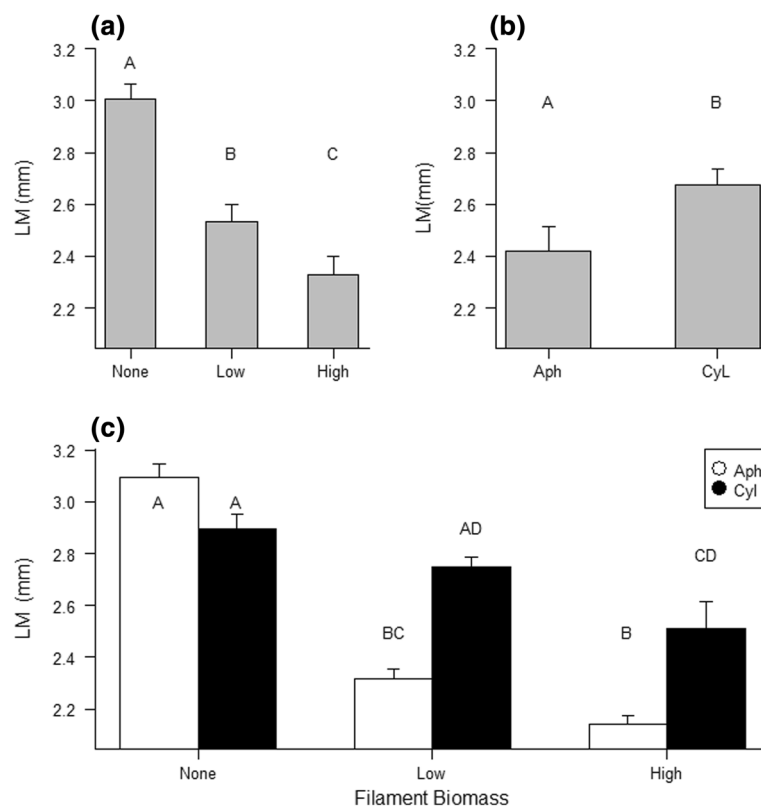 (a)
3.2
3.0
2.8
2.6
2.4
2.2
LM (mm)
A
B
C
None Low High
(b)
3.2
3.0
2.8
2.6
2.4
2.2
LM(mm)
A
B
Aph CyL
(c)
3.2
3.0
2.8
2.6
2.4
2.2
LM (mm)
A A
BC AD
B CD
Aph
Cyl
None Low High
Filament Biomass